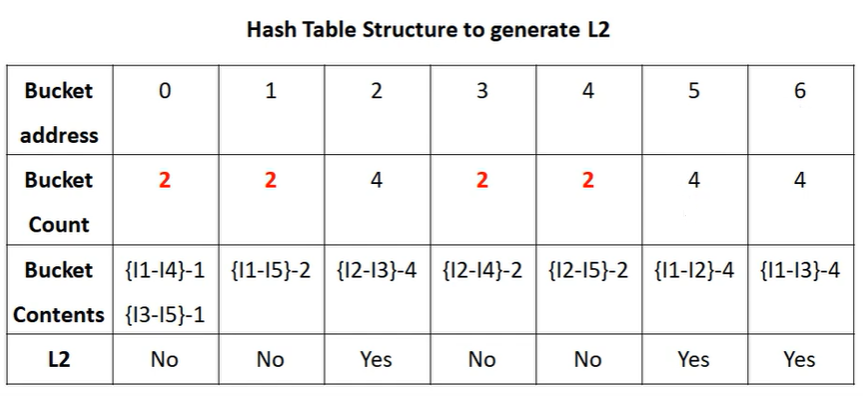 Hash Table Structure to generate L2
Bucket address 0 1 2 3 4 5 6
Bucket Count 2 2 4 2 2 4 4
Bucket Contents {I1-I4}-1 {I3-I5}-1 {I1-I5}-2 {I2-I3}-4 {I2-I4}-2 {I2-I5}-2 {I1-I2}-4 {I1-I3}-4
L2 No No Yes No No Yes Yes